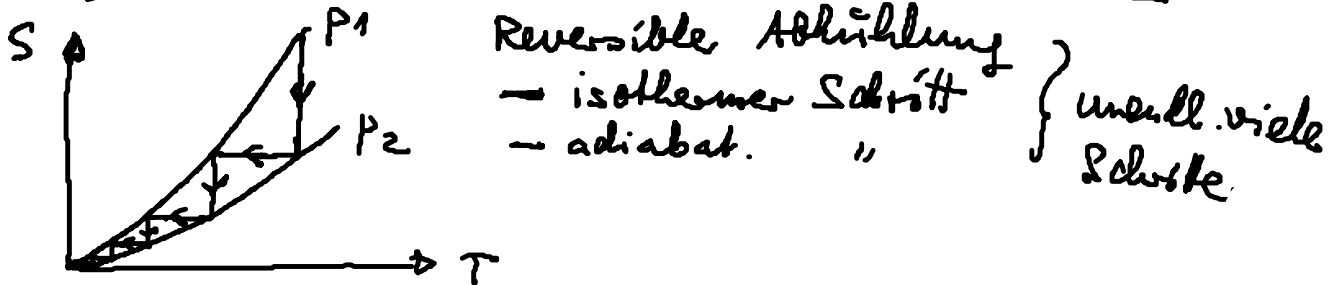 S
P1
P2
T
Reversible Abkühlung
– isothermer Schritt
– adiabat. "
} unendl. viele
Schritte